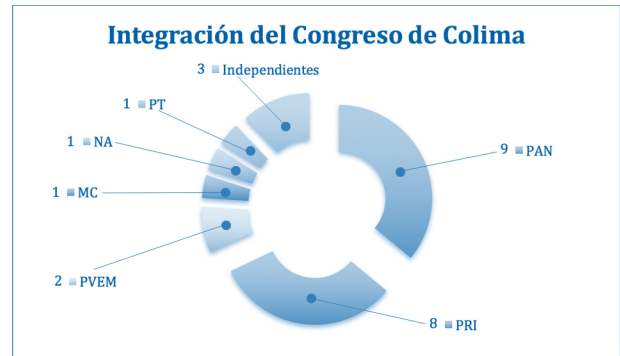 Integración del Congreso de Colima
3 Independientes
1 PT
1 NA
1 MC
2 PVEM
9 PAN
8 PRI